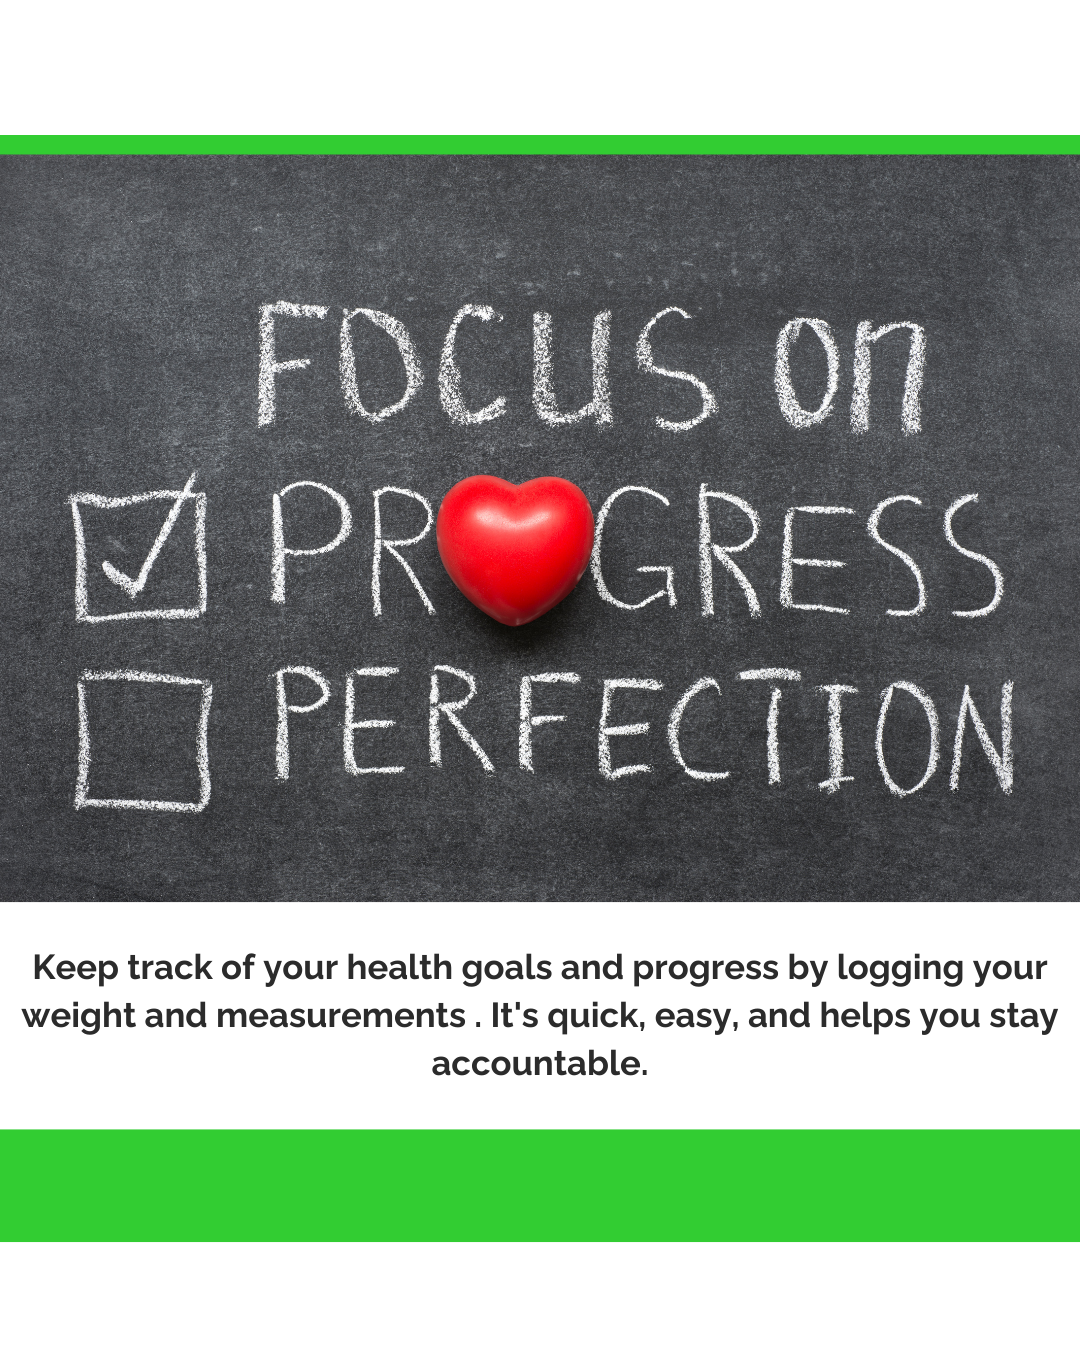 FOCUS on
PR GRESS
PERFECTION
Keep track of your health goals and progress by logging your
weight and measurements . It's quick, easy, and helps you stay
accountable.